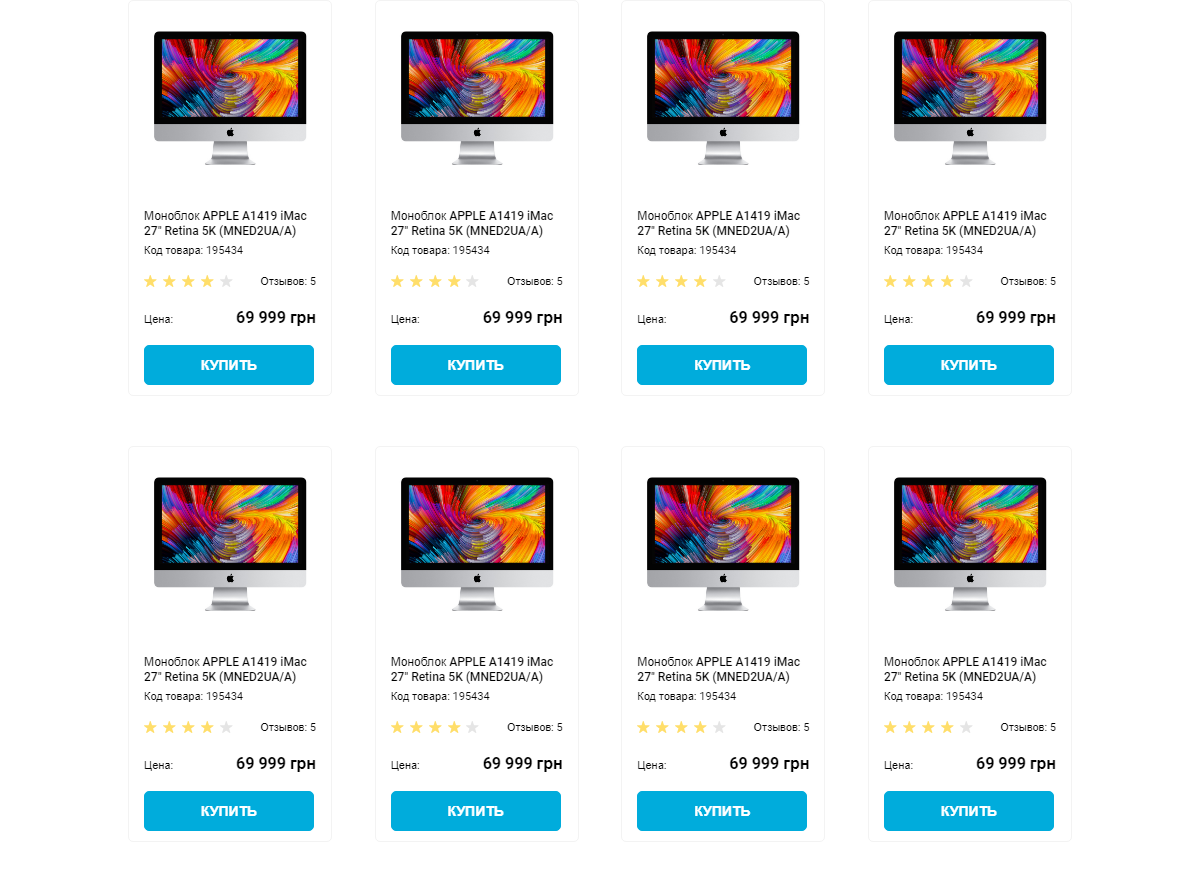 Моноблок APPLE A1419 iMac
27" Retina 5K (MNED2UA/A)
Код товара: 195434
Отзывов: 5
Цена: 69 999 грн
КУПИТЬ
Моноблок APPLE A1419 iMac
27" Retina 5K (MNED2UA/A)
Код товара: 195434
Отзывов: 5
Цена: 69 999 грн
КУПИТЬ
Моноблок APPLE A1419 iMac
27" Retina 5K (MNED2UA/A)
Код товара: 195434
Отзывов: 5
Цена: 69 999 грн
КУПИТЬ
Моноблок APPLE A1419 iMac
27" Retina 5K (MNED2UA/A)
Код товара: 195434
Отзывов: 5
Цена: 69 999 грн
КУПИТЬ
Моноблок APPLE A1419 iMac
27" Retina 5K (MNED2UA/A)
Код товара: 195434
Отзывов: 5
Цена: 69 999 грн
КУПИТЬ
Моноблок APPLE A1419 iMac
27" Retina 5K (MNED2UA/A)
Код товара: 195434
Отзывов: 5
Цена: 69 999 грн
КУПИТЬ
Моноблок APPLE A1419 iMac
27" Retina 5K (MNED2UA/A)
Код товара: 195434
Отзывов: 5
Цена: 69 999 грн
КУПИТЬ
Моноблок APPLE A1419 iMac
27" Retina 5K (MNED2UA/A)
Код товара: 195434
Отзывов: 5
Цена: 69 999 грн
КУПИТЬ